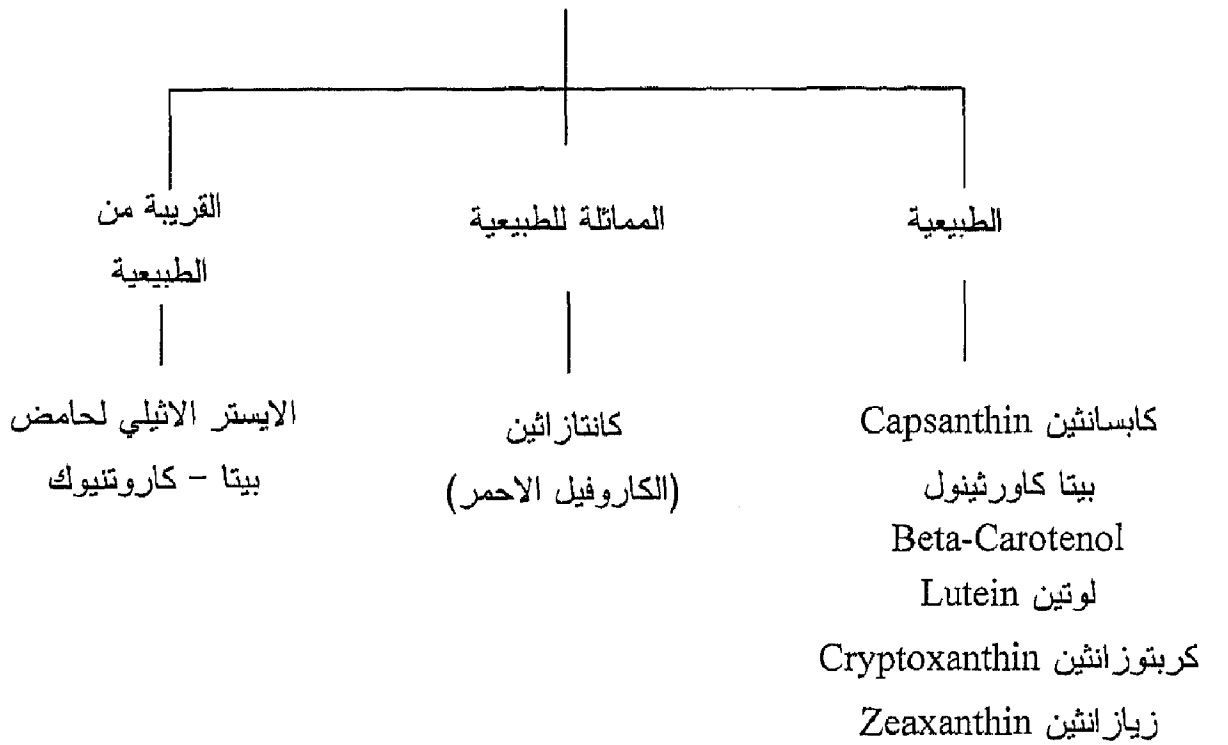 الطبيعية
المماثلة للطبيعية
القريبة من
الطبيعية
كابسانثين Capsanthin
بيتا كاورثينول
Beta-Carotenol
لوتين Lutein
كربتوزانثين Cryptoxanthin
زيازانثين Zeaxanthin
كانتازاثين
(الكاروفيل الاحمر)
الايستر الاثيلي لحامض
بيتا – كاروتنيوك